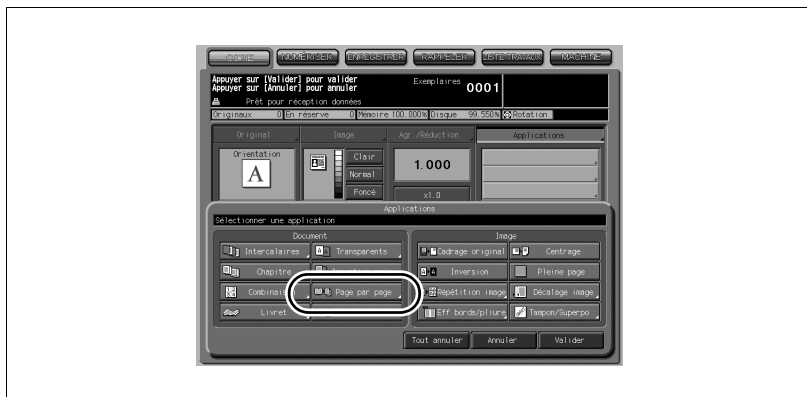 COPIE NUMÉRISER ENREGISTRER RAPPELER LISTE TRAVAUX MACHINE
Appuyer sur [Valider] pour valider
Appuyer sur [Annuler] pour annuler
Exemplaires 0001
Prêt pour réception données
Originaux 0 En réserve 0 Mémoire 100.000% Disque 99.550% Rotation
Original Image Agr./Réduction Applications
Orientation
A
Clair
Normal
Foncé
1.000
x1.0
Applications
Sélectionner une application
Document Image
Intercalaires Transparents Cadrage original Centrage
Chapitre Inversion Pleine page
Combinaison Page par page Répétition image Décalage image
Livret Eff bords/pliure Tampon/Superpo
Tout annuler Annuler Valider